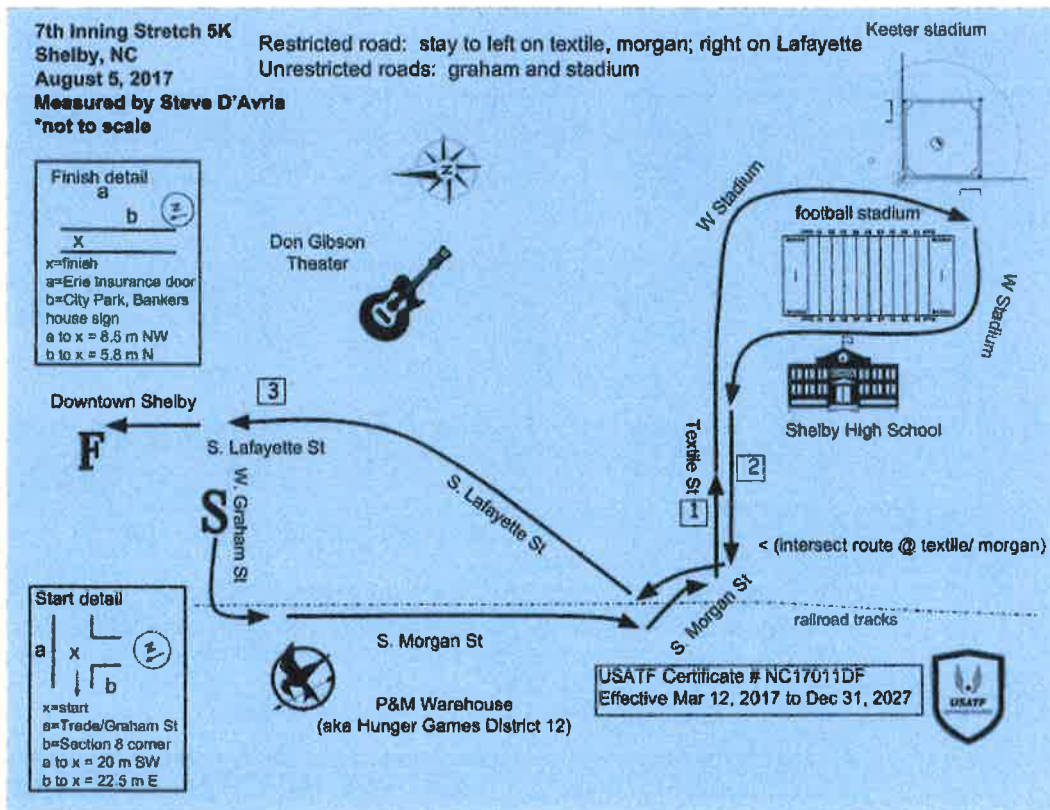 7th Inning Stretch 5K
Shelby, NC
August 5, 2017
Measured by Steve D'Avria
*not to scale
Restricted road: stay to left on textile, morgan; right on Lafayette
Unrestricted roads: graham and stadium
Keeter stadium
Finish detail
a
b
N
X
x=finish
a=Erie Insurance door
b=City Park, Bankers
house sign
a to x = 8.5 m NW
b to x = 5.8 m N
N
Don Gibson
Theater
W Stadium
football stadium
W Stadium
Shelby High School
Downtown Shelby
F
3
S. Lafayette St
S. Lafayette St
Textile St
2
1
S
W. Graham St
< (intersect route @ textile/ morgan)
S. Morgan St
railroad tracks
S. Morgan St
Start detail
a
x
N
b
x=start
a=Trade/Graham St
b=Section 8 corner
a to x = 20 m SW
b to x = 22.5 m E
P&M Warehouse
(aka Hunger Games District 12)
USATF Certificate # NC17011DF
Effective Mar 12, 2017 to Dec 31, 2027
USATF